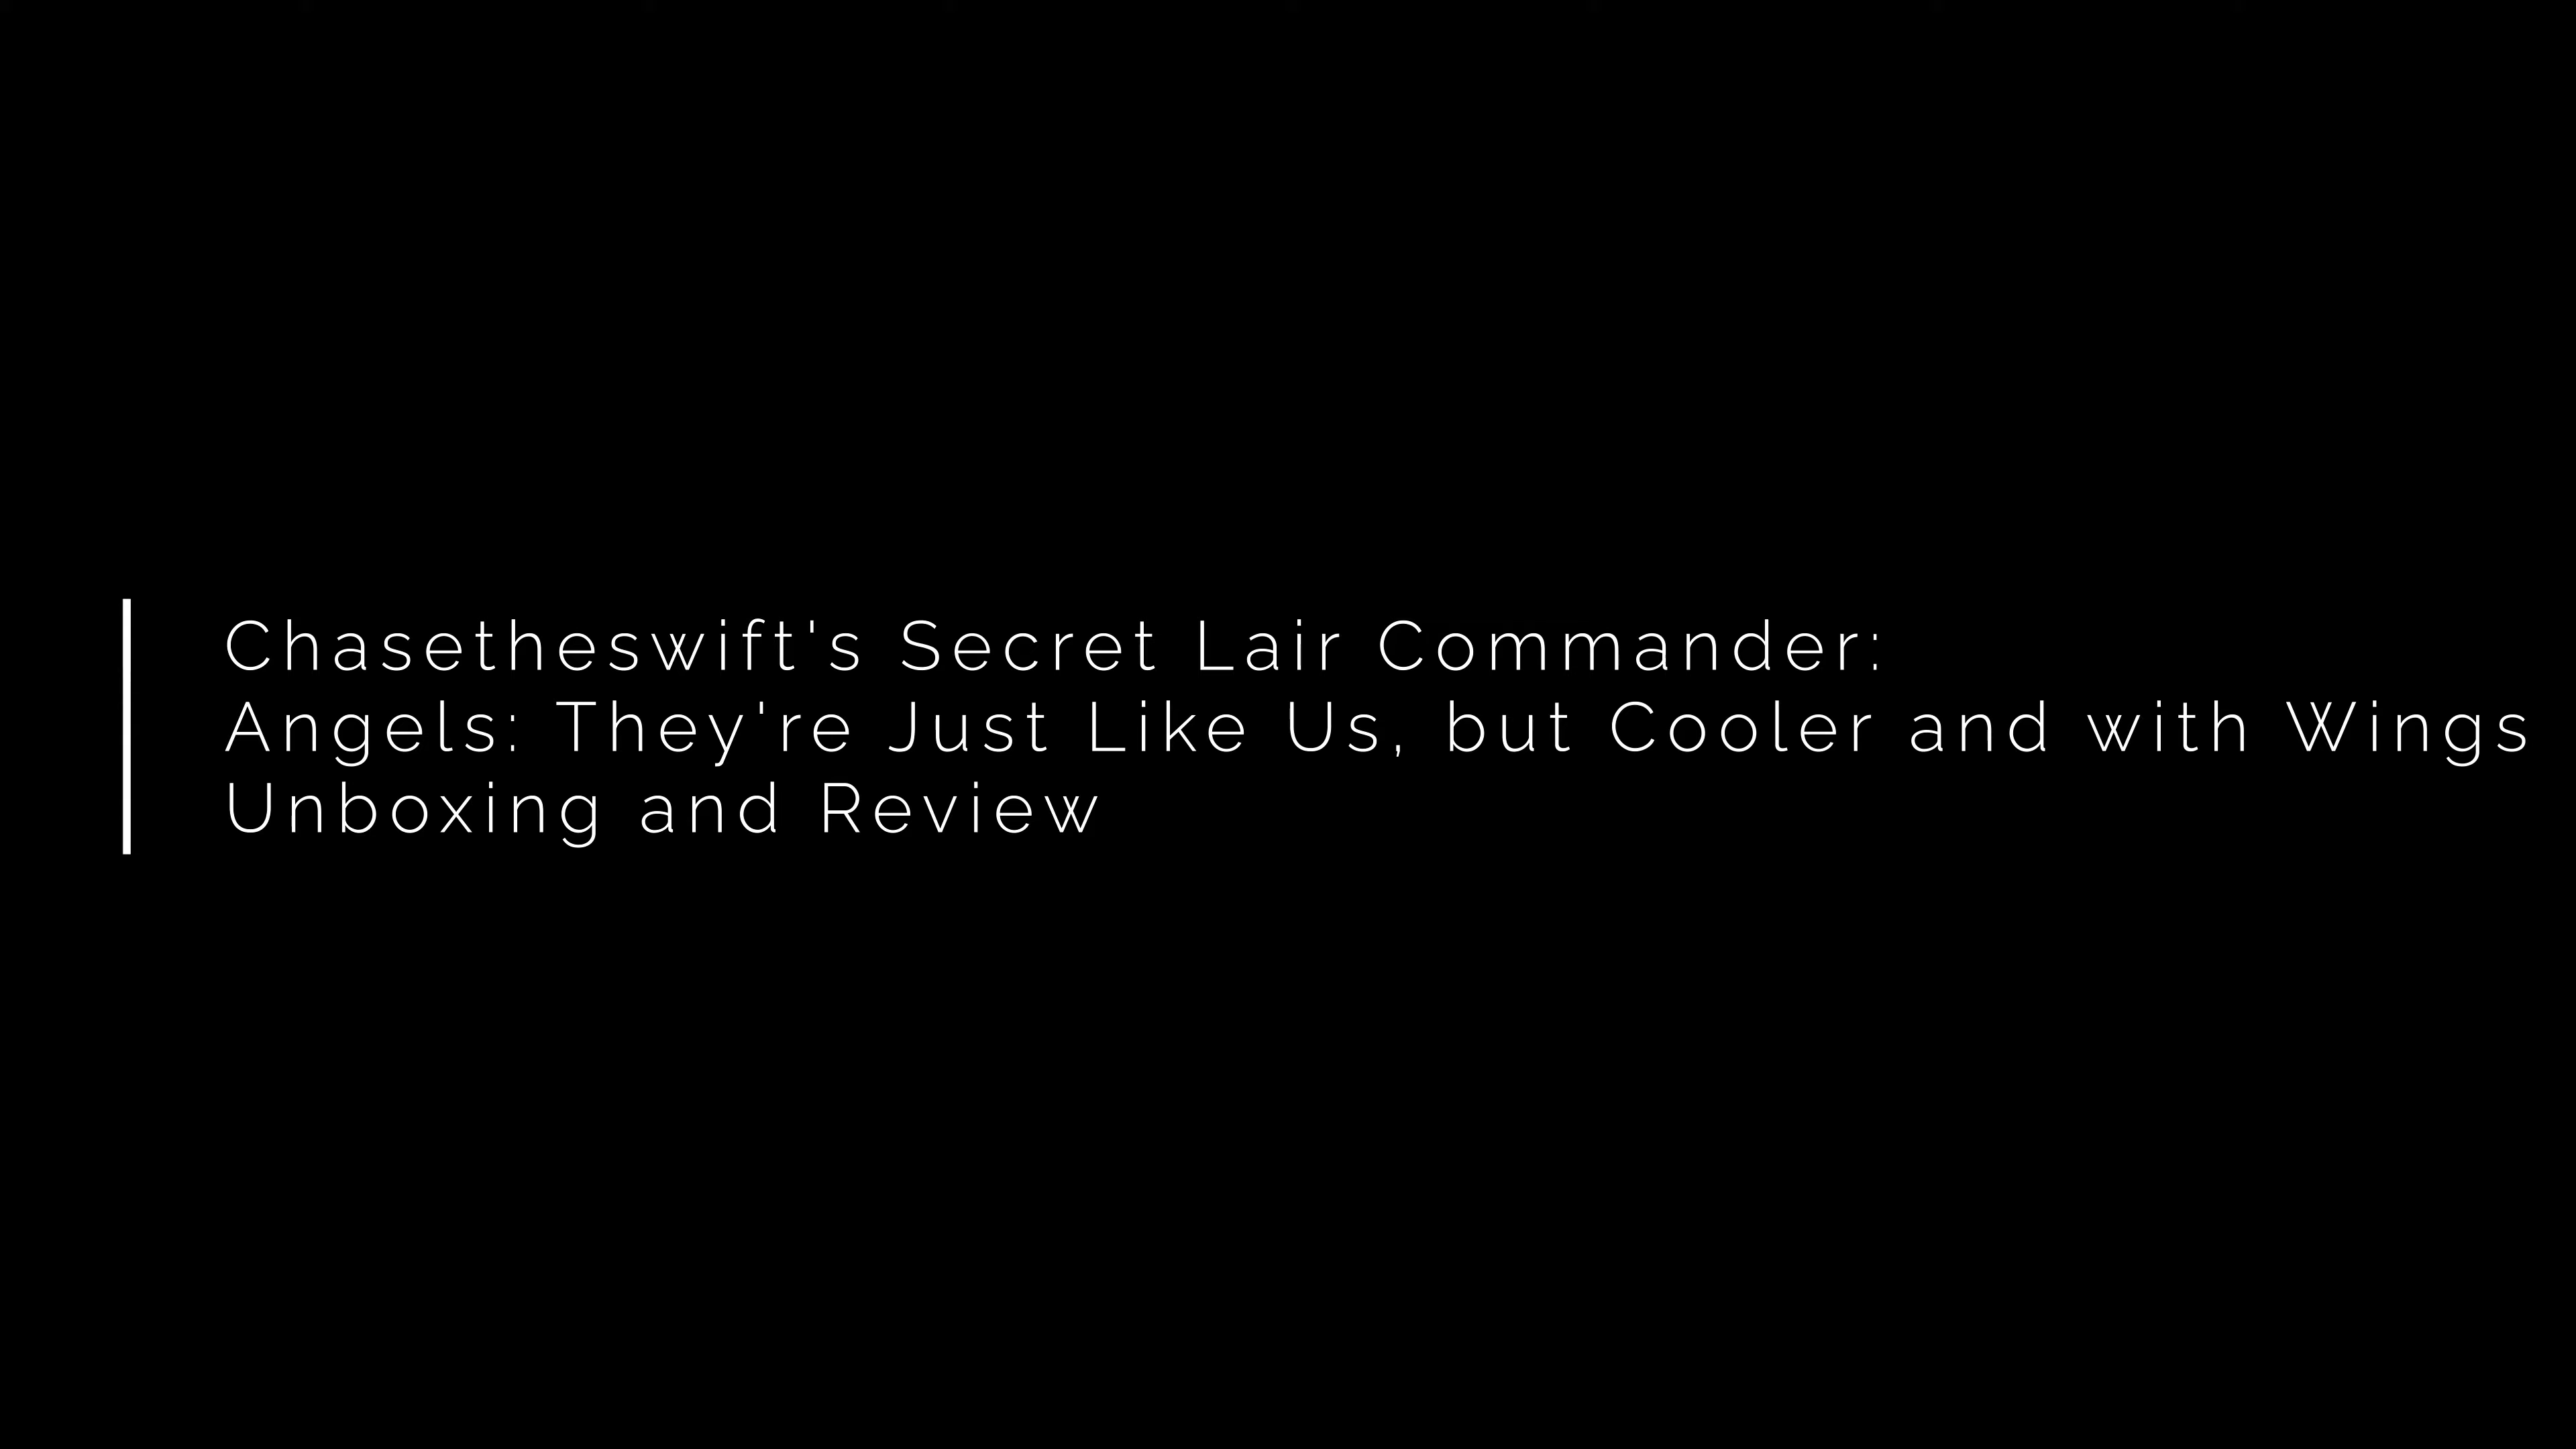 Chasetheswift's Secret Lair Commander:
Angels: They're Just Like Us, but Cooler and with Wings
Unboxing and Review